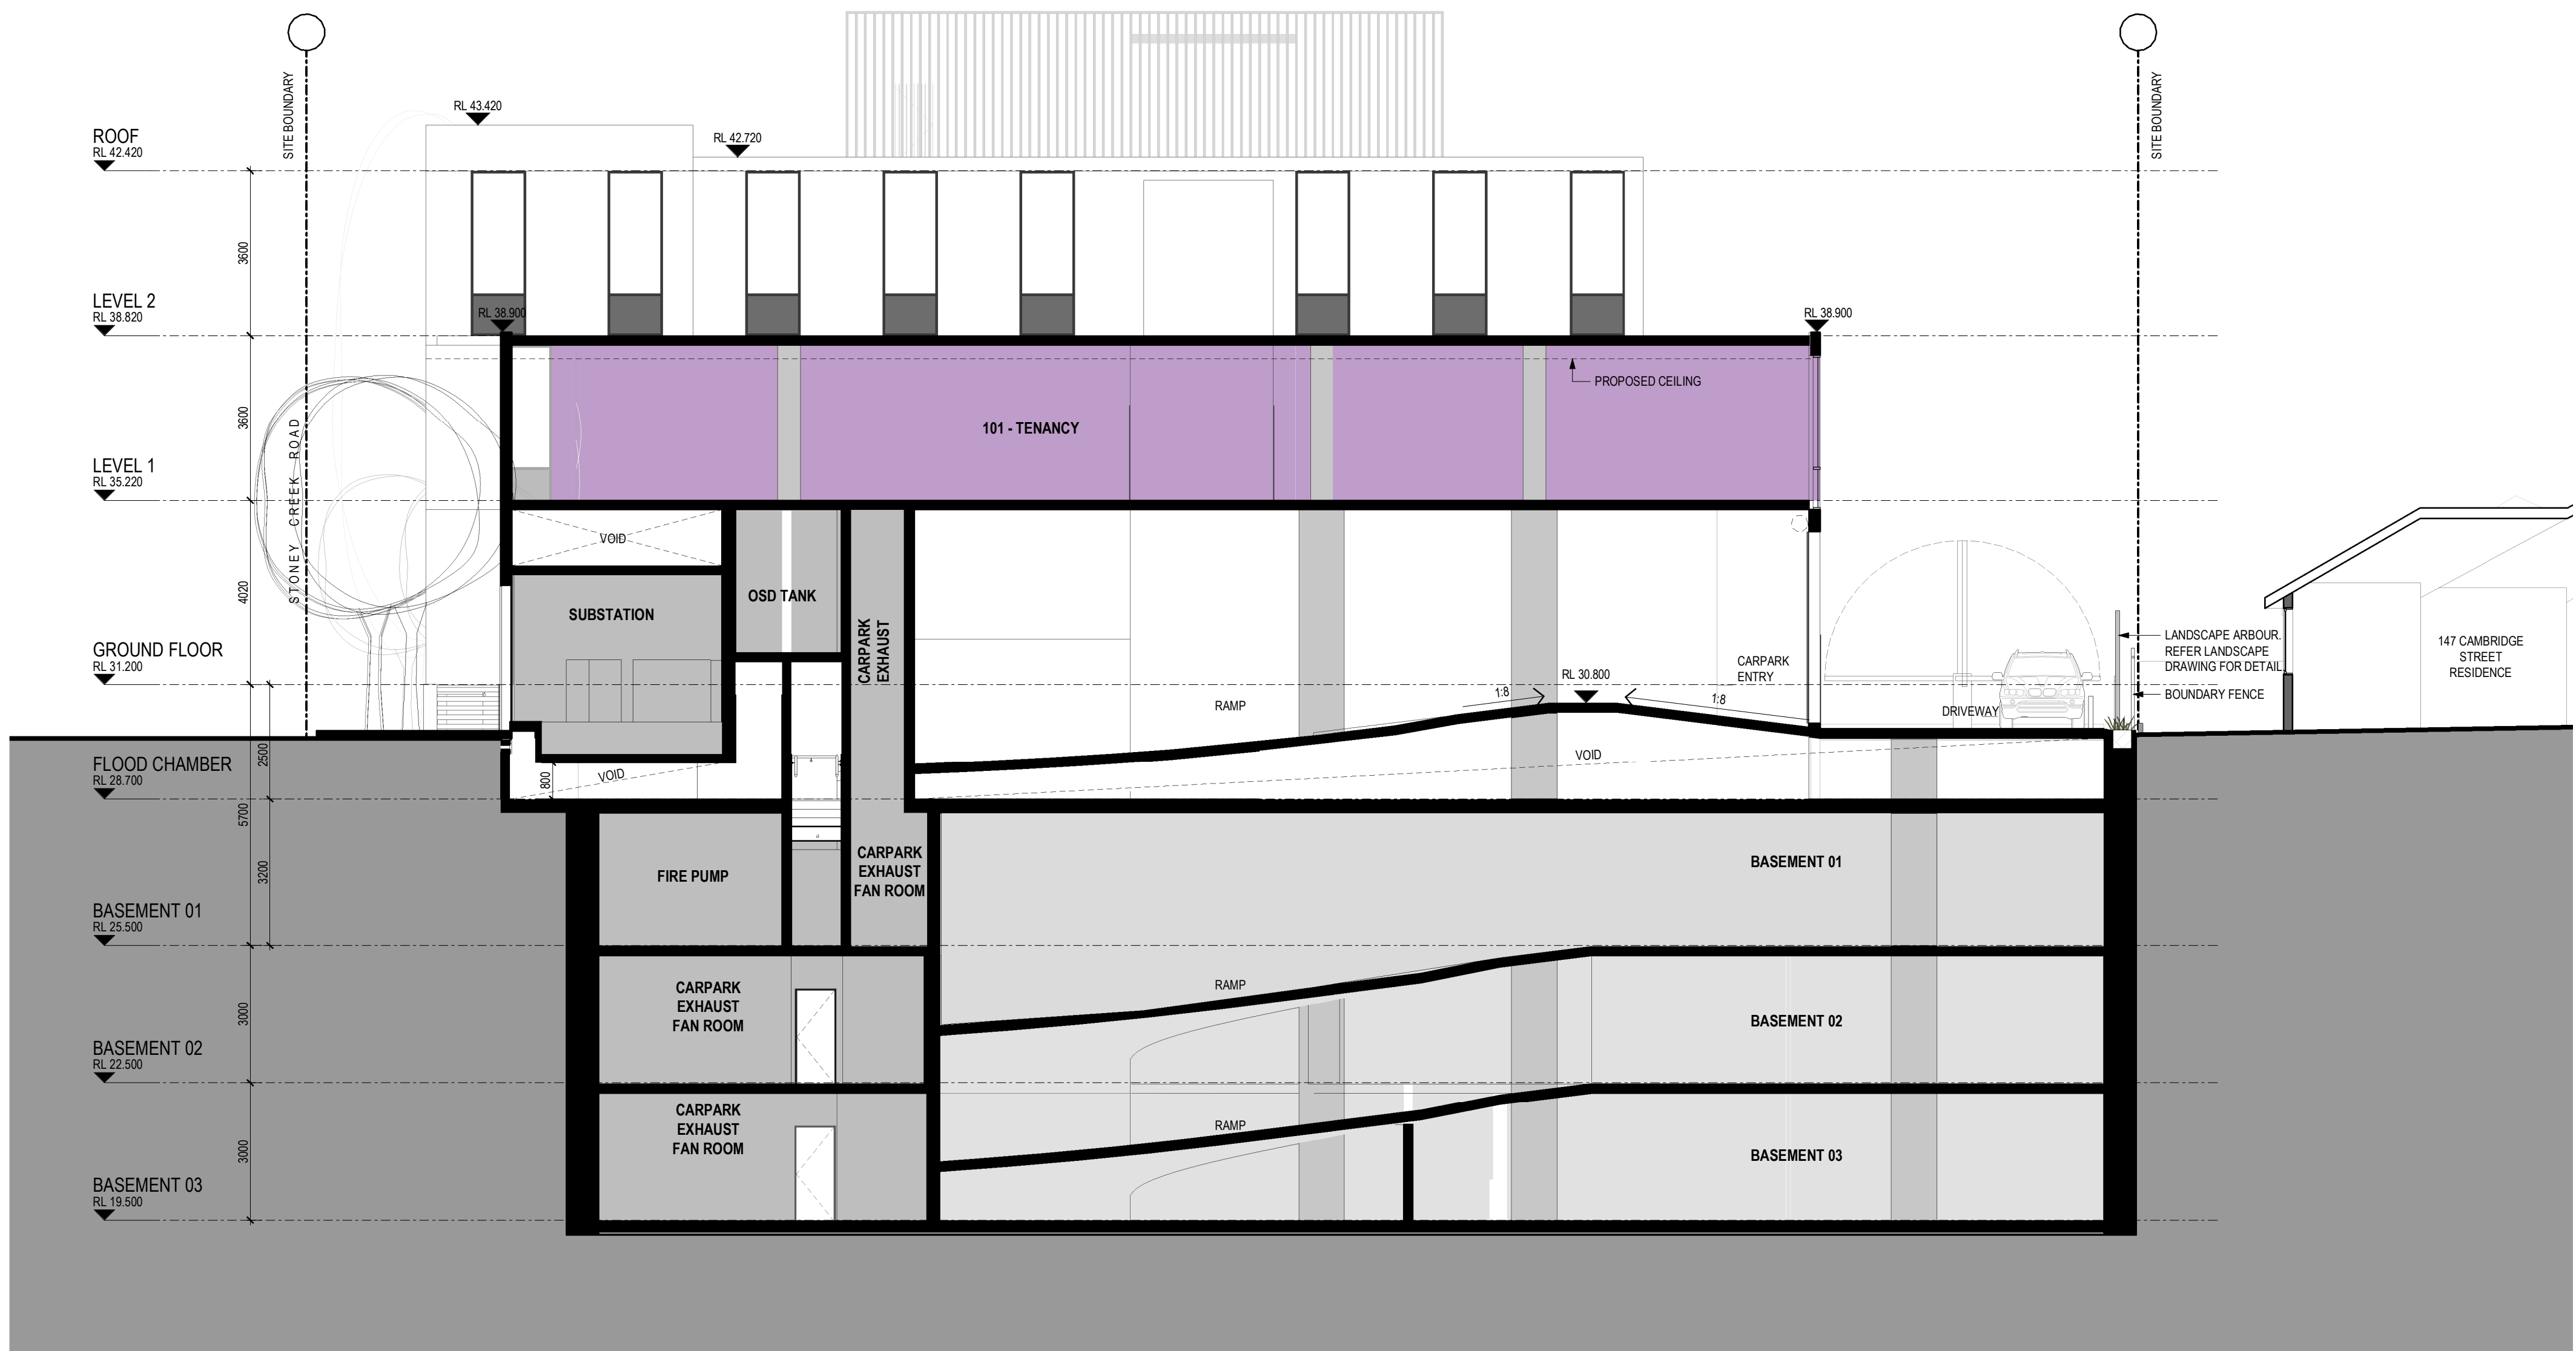 SITE BOUNDARY
SITE BOUNDARY
RL 43.420
ROOF
RL 42.420
RL 42.720
3600
LEVEL 2
RL 38.820
RL 38.900
RL 38.900
PROPOSED CEILING
3600
101 - TENANCY
STONEY CREEK ROAD
LEVEL 1
RL 35.220
VOID
4020
OSD TANK
SUBSTATION
CARPARK
EXHAUST
GROUND FLOOR
RL 31.200
CARPARK
ENTRY
LANDSCAPE ARBOUR.
REFER LANDSCAPE
DRAWING FOR DETAIL
147 CAMBRIDGE
STREET
RESIDENCE
RL 30.800
1:8
1:8
BOUNDARY FENCE
RAMP
DRIVEWAY
2500
FLOOD CHAMBER
RL 28.700
VOID
800
VOID
5700
3200
FIRE PUMP
CARPARK
EXHAUST
FAN ROOM
BASEMENT 01
BASEMENT 01
RL 25.500
CARPARK
EXHAUST
FAN ROOM
RAMP
3000
BASEMENT 02
BASEMENT 02
RL 22.500
CARPARK
EXHAUST
FAN ROOM
RAMP
3000
BASEMENT 03
BASEMENT 03
RL 19.500